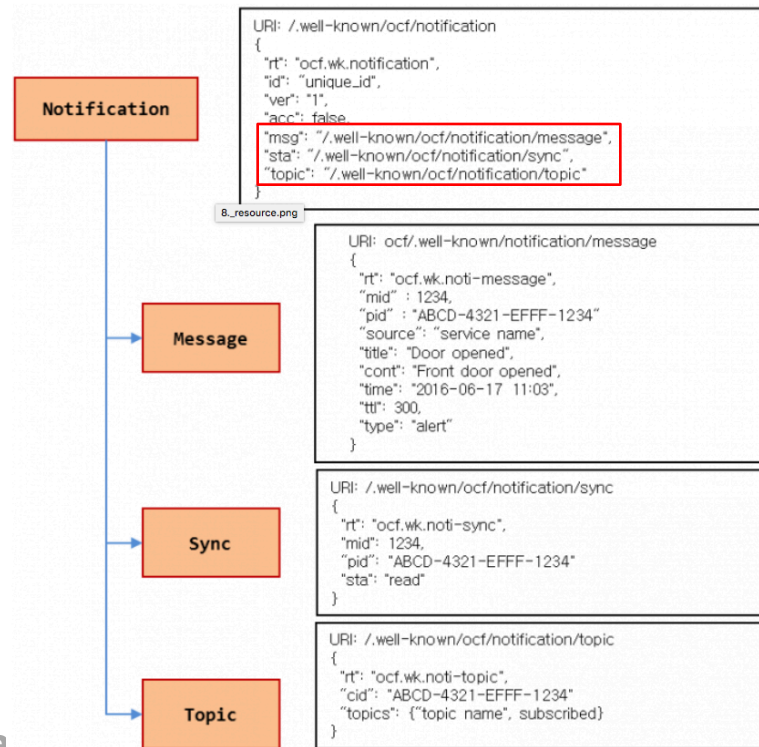 URI: /.well-known/ocf/notification
{
"rt": "ocf.wk.notification",
"id": "unique_id",
"ver": "1",
"acc": false,
"msg": "/.well-known/ocf/notification/message",
"sta": "/.well-known/ocf/notification/sync",
"topic": "/.well-known/ocf/notification/topic"
}
Notification
8._resource.png
URI: ocf/.well-known/notification/message
{
"rt": "ocf.wk.noti-message",
"mid" : 1234,
"pid" : "ABCD-4321-EFFF-1234"
"source": "service name",
"title": "Door opened",
"cont": "Front door opened",
"time": "2016-06-17 11:03",
"ttl": 300,
"type": "alert"
}
Message
URI: /.well-known/ocf/notification/sync
{
"rt": "ocf.wk.noti-sync",
"mid": 1234,
"pid": "ABCD-4321-EFFF-1234"
"sta": "read"
}
Sync
URI: /.well-known/ocf/notification/topic
{
"rt": "ocf.wk.noti-topic",
"cid": "ABCD-4321-EFFF-1234"
"topics": {"topic name", subscribed}
}
Topic